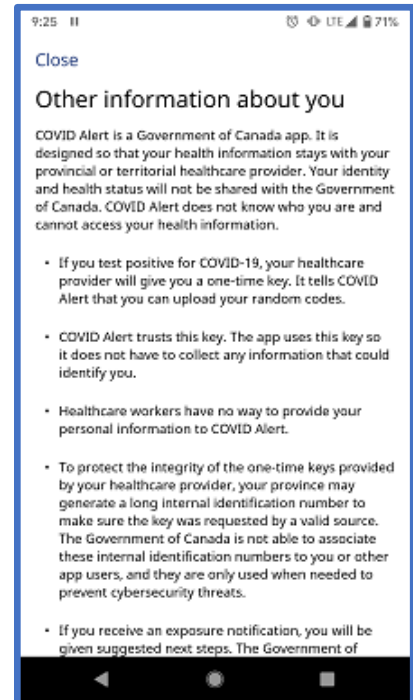 9:25
LTE 71%
Close
Other information about you
COVID Alert is a Government of Canada app. It is
designed so that your health information stays with your
provincial or territorial healthcare provider. Your identity
and health status will not be shared with the Government
of Canada. COVID Alert does not know who you are and
cannot access your health information.
• If you test positive for COVID-19, your healthcare
provider will give you a one-time key. It tells COVID
Alert that you can upload your random codes.
• COVID Alert trusts this key. The app uses this key so
it does not have to collect any information that could
identify you.
• Healthcare workers have no way to provide your
personal information to COVID Alert.
• To protect the integrity of the one-time keys provided
by your healthcare provider, your province may
generate a long internal identification number to
make sure the key was requested by a valid source.
The Government of Canada is not able to associate
these internal identification numbers to you or other
app users, and they are only used when needed to
prevent cybersecurity threats.
• If you receive an exposure notification, you will be
given suggested next steps. The Government of